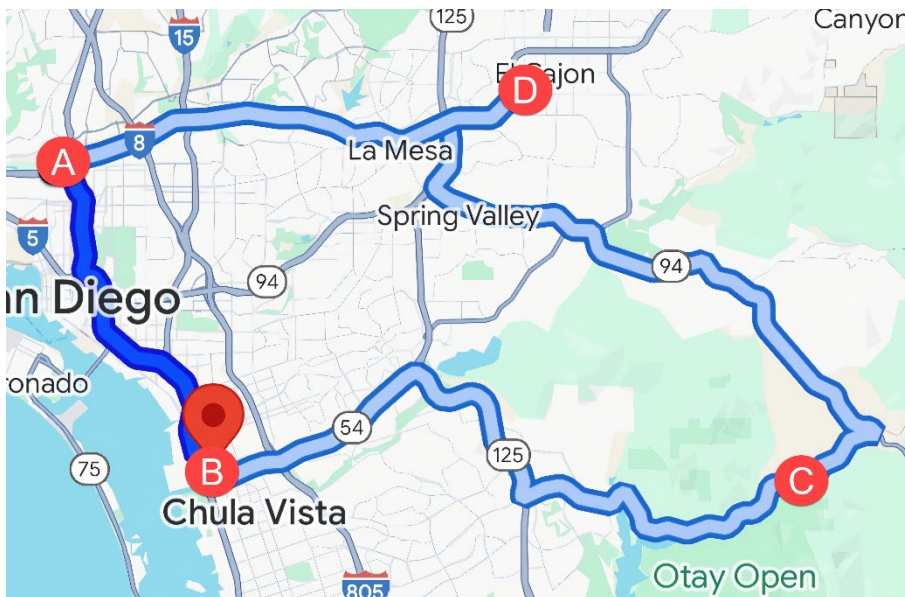 125
Canyon
15
El Cajon
D
8
A
La Mesa
Spring Valley
5
94
94
an Diego
ronado
54
125
75
B
C
Chula Vista
805
Otay Open